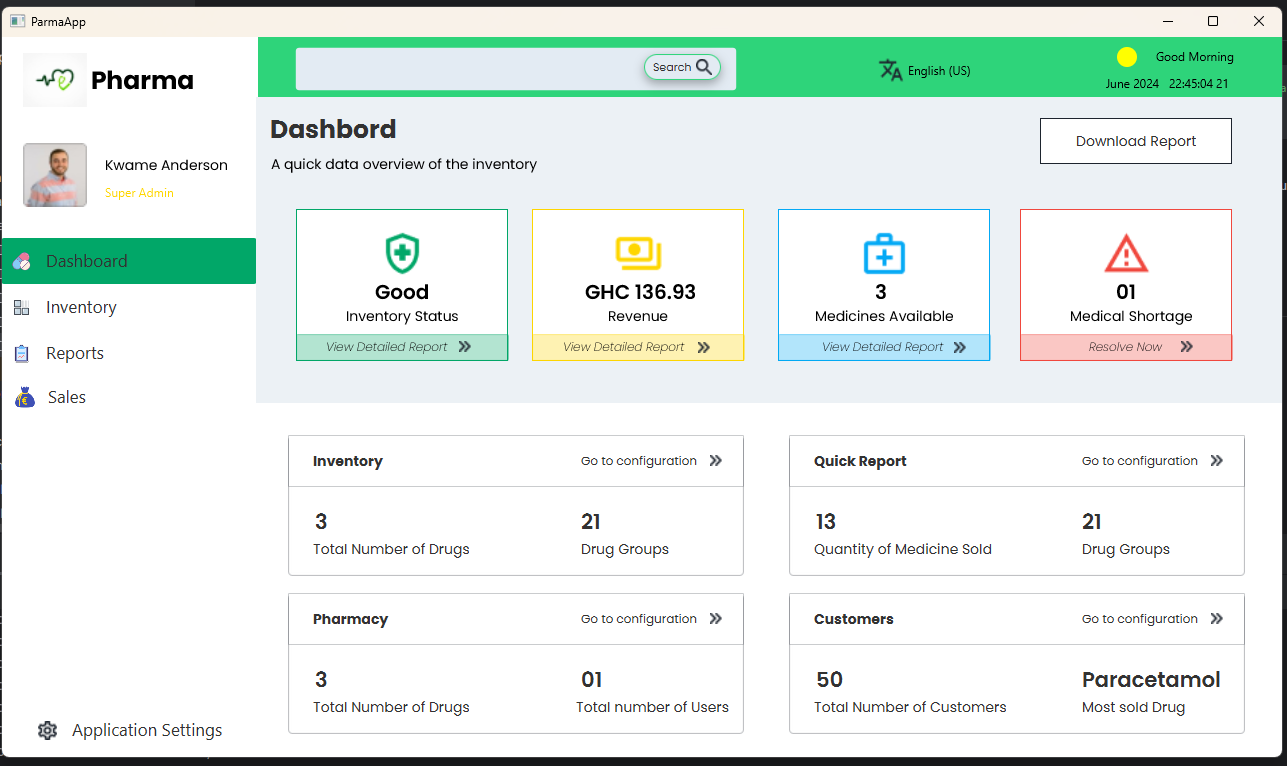 ParmaApp
Pharma
Search
English (US)
Good Morning
June 2024 22:45:04 21
Kwame Anderson
Super Admin
Dashboard
Inventory
Reports
Sales
Application Settings
Dashbord
A quick data overview of the inventory
Download Report
Good
Inventory Status
View Detailed Report
GHC 136.93
Revenue
View Detailed Report
3
Medicines Available
View Detailed Report
01
Medical Shortage
Resolve Now
Inventory Go to configuration
3 21
Total Number of Drugs Drug Groups
Quick Report Go to configuration
13 21
Quantity of Medicine Sold Drug Groups
Pharmacy Go to configuration
3 01
Total Number of Drugs Total number of Users
Customers Go to configuration
50 Paracetamol
Total Number of Customers Most sold Drug